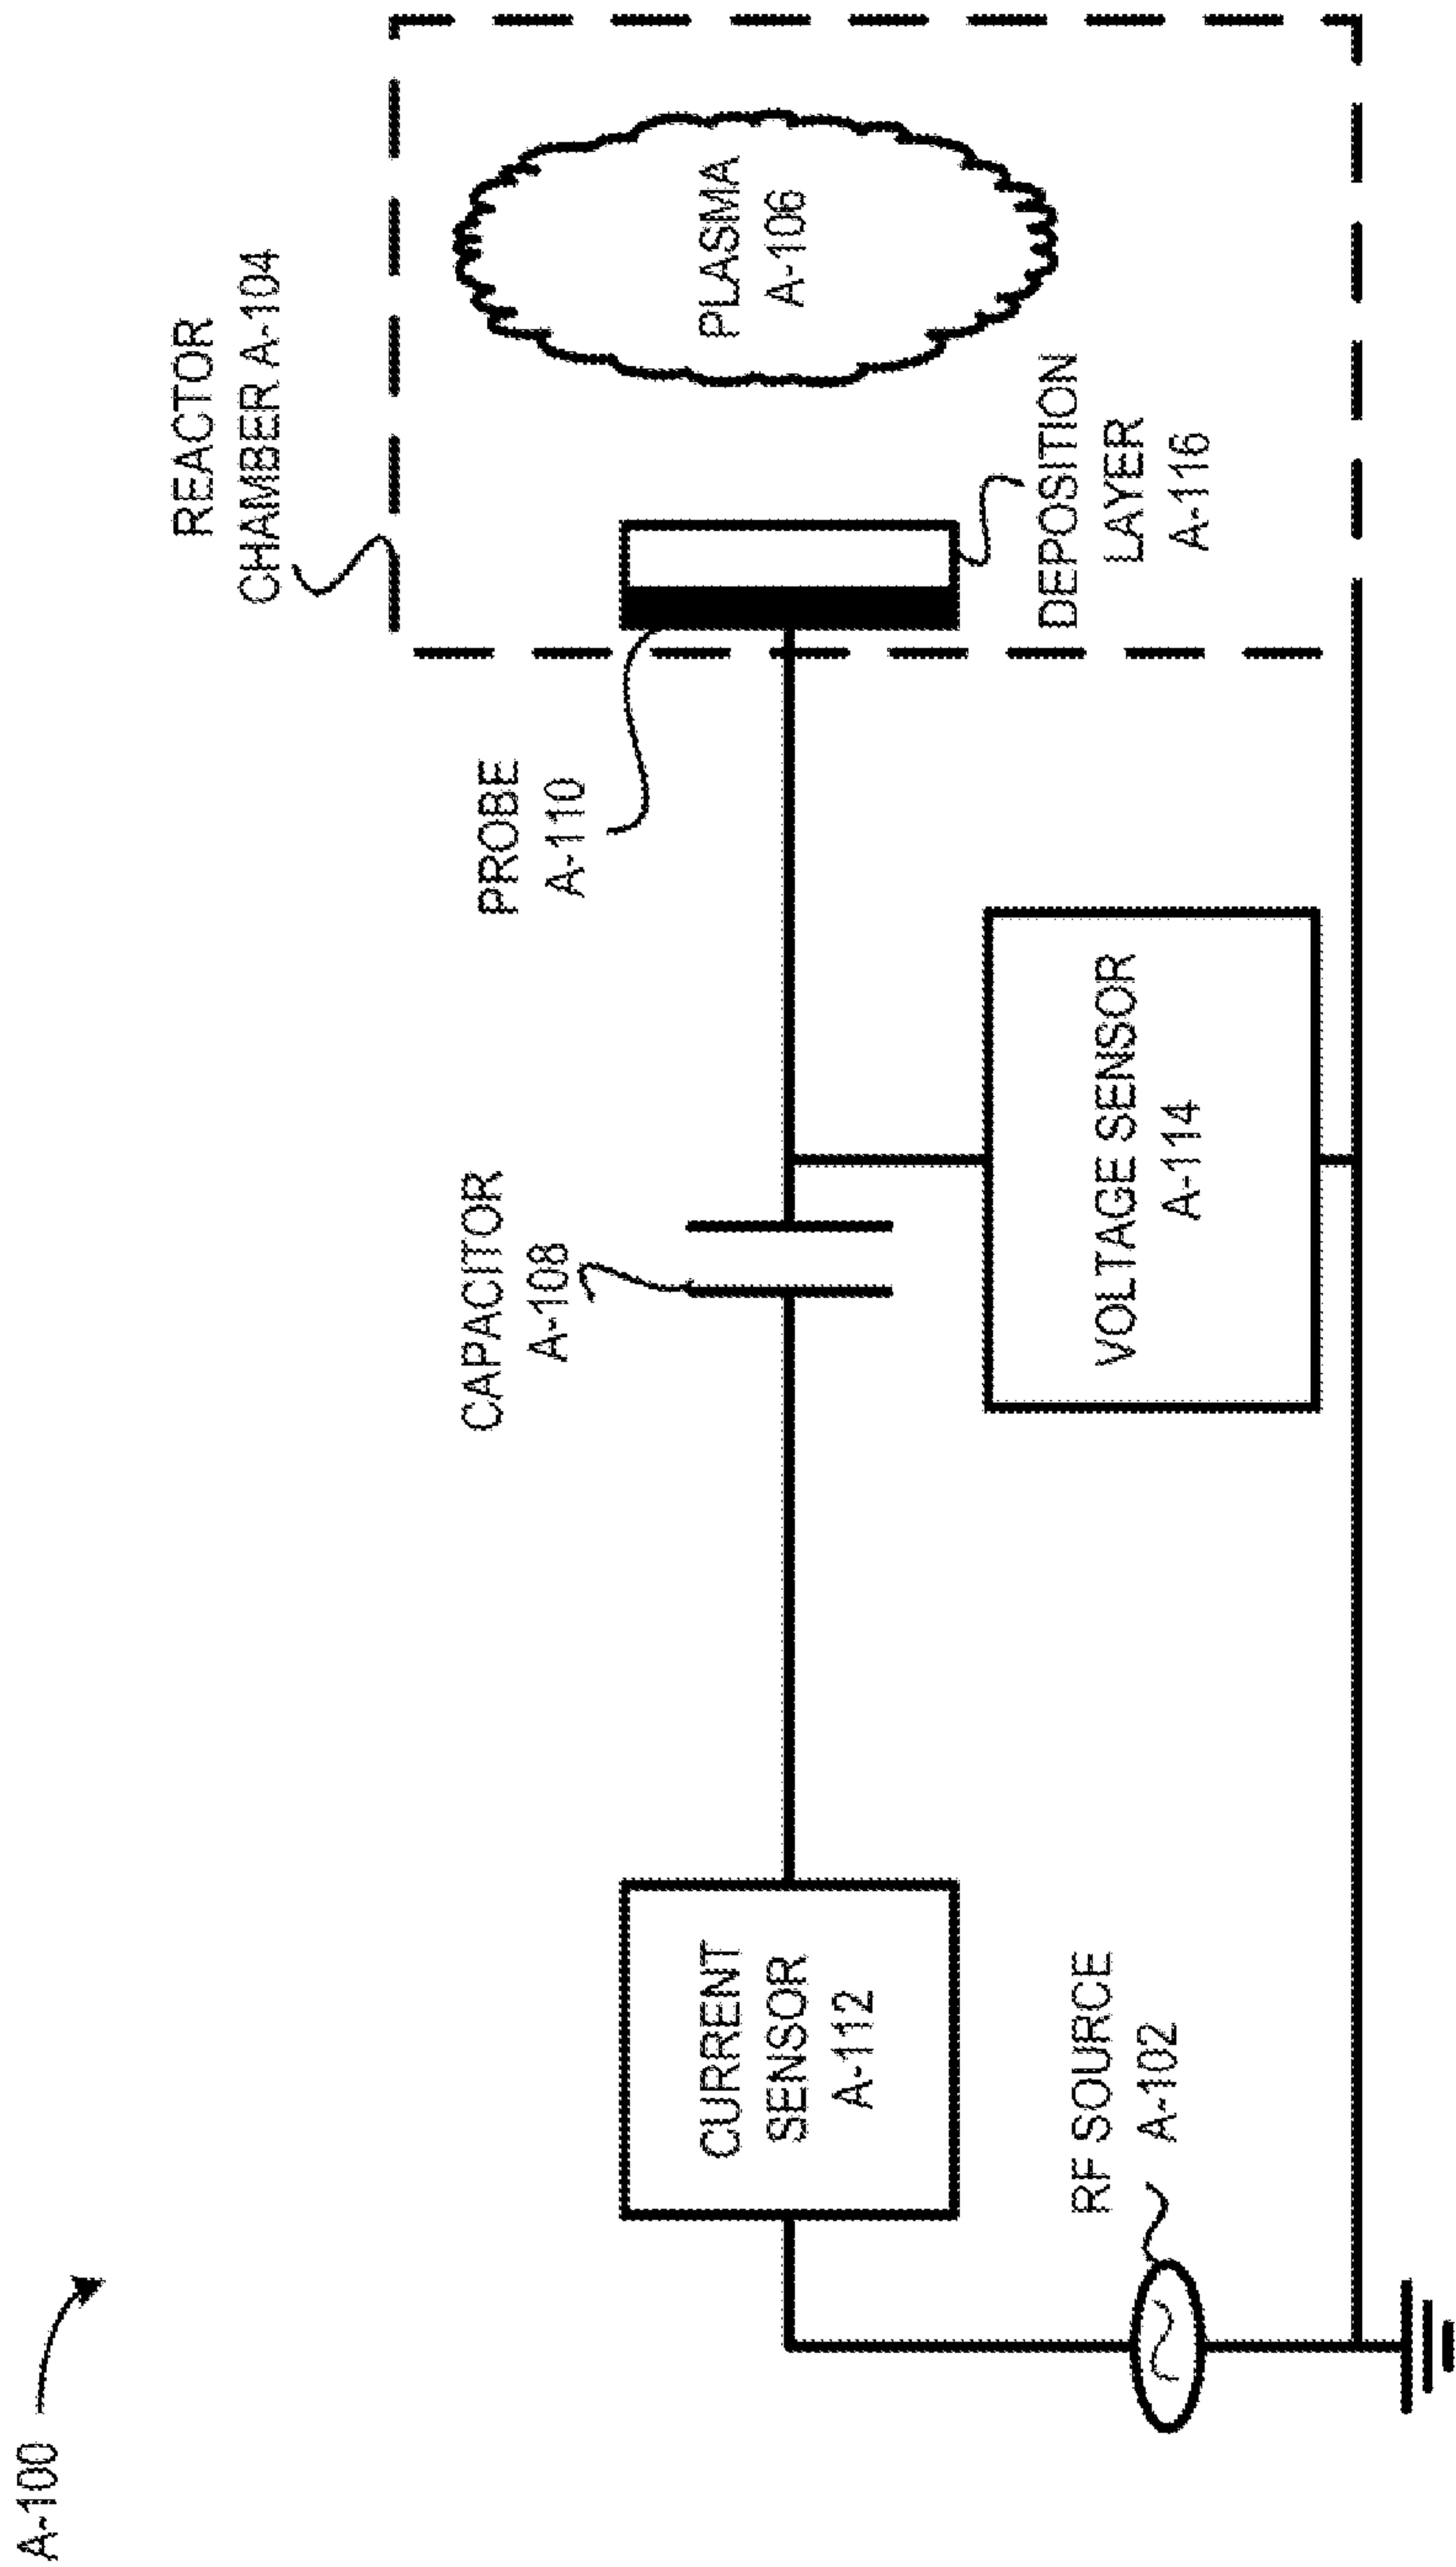 A-100
REACTOR
CHAMBER A-104
PLASMA
A-106
PROBE
A-110
DEPOSITION
LAYER
A-116
CAPACITOR
A-108
VOLTAGE SENSOR
A-114
CURRENT
SENSOR
A-112
RF SOURCE
A-102